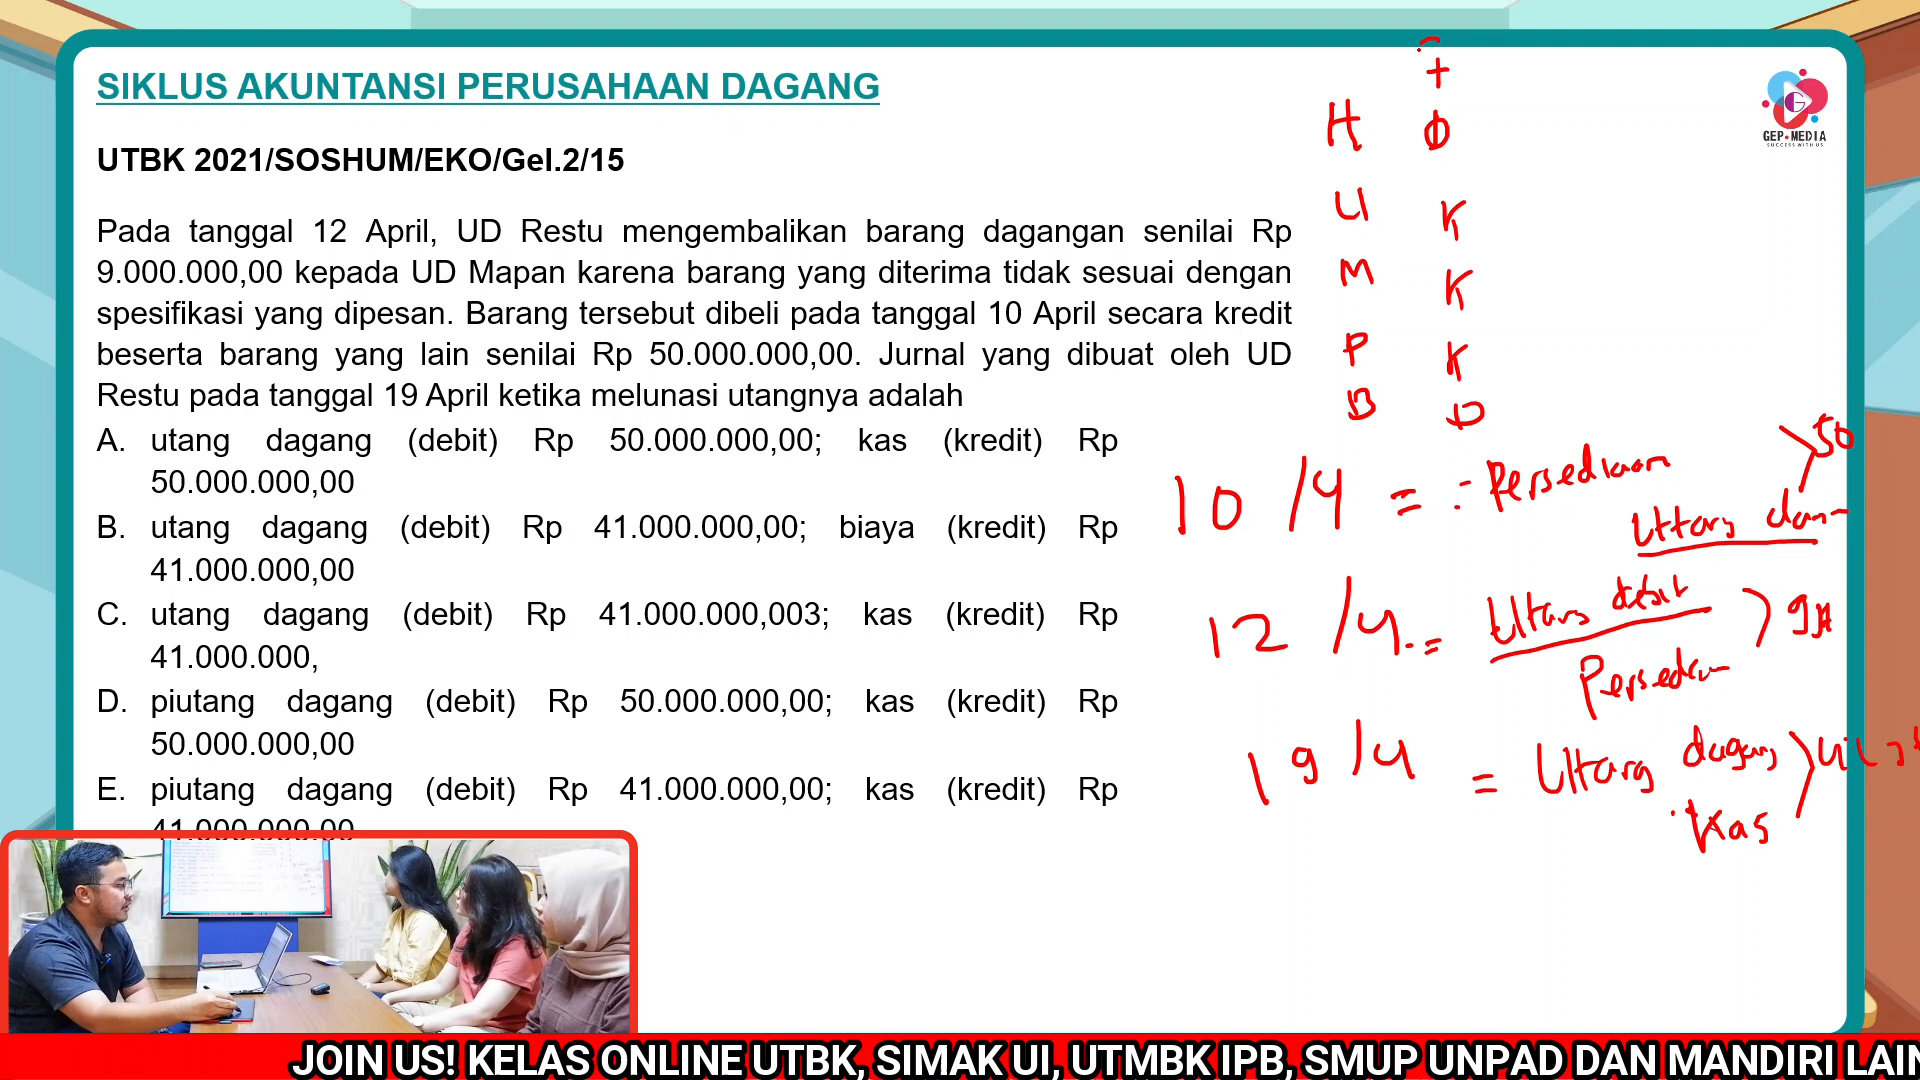 SIKLUS AKUNTANSI PERUSAHAAN DAGANG
GEP MEDIA
SUCCESS WITH US
UTBK 2021/SOSHUM/EKO/Gel.2/15
Pada tanggal 12 April, UD Restu mengembalikan barang dagangan senilai Rp
9.000.000,00 kepada UD Mapan karena barang yang diterima tidak sesuai dengan
spesifikasi yang dipesan. Barang tersebut dibeli pada tanggal 10 April secara kredit
beserta barang yang lain senilai Rp 50.000.000,00. Jurnal yang dibuat oleh UD
Restu pada tanggal 19 April ketika melunasi utangnya adalah
A. utang dagang (debit) Rp 50.000.000,00; kas (kredit) Rp
50.000.000,00
B. utang dagang (debit) Rp 41.000.000,00; biaya (kredit) Rp
41.000.000,00
C. utang dagang (debit) Rp 41.000.000,003; kas (kredit) Rp
41.000.000,
D. piutang dagang (debit) Rp 50.000.000,00; kas (kredit) Rp
50.000.000,00
E. piutang dagang (debit) Rp 41.000.000,00; kas (kredit) Rp
41.000.000,00
+
H D
U K
M K
P K
B D
10/4 = Persediaan 50
Utang
12/4 = Utang debit
19/4 = Utang dagang
Kas
JOIN US! KELAS ONLINE UTBK, SIMAK UI, UTMBK IPB, SMUP UNPAD DAN MANDIRI LAIN